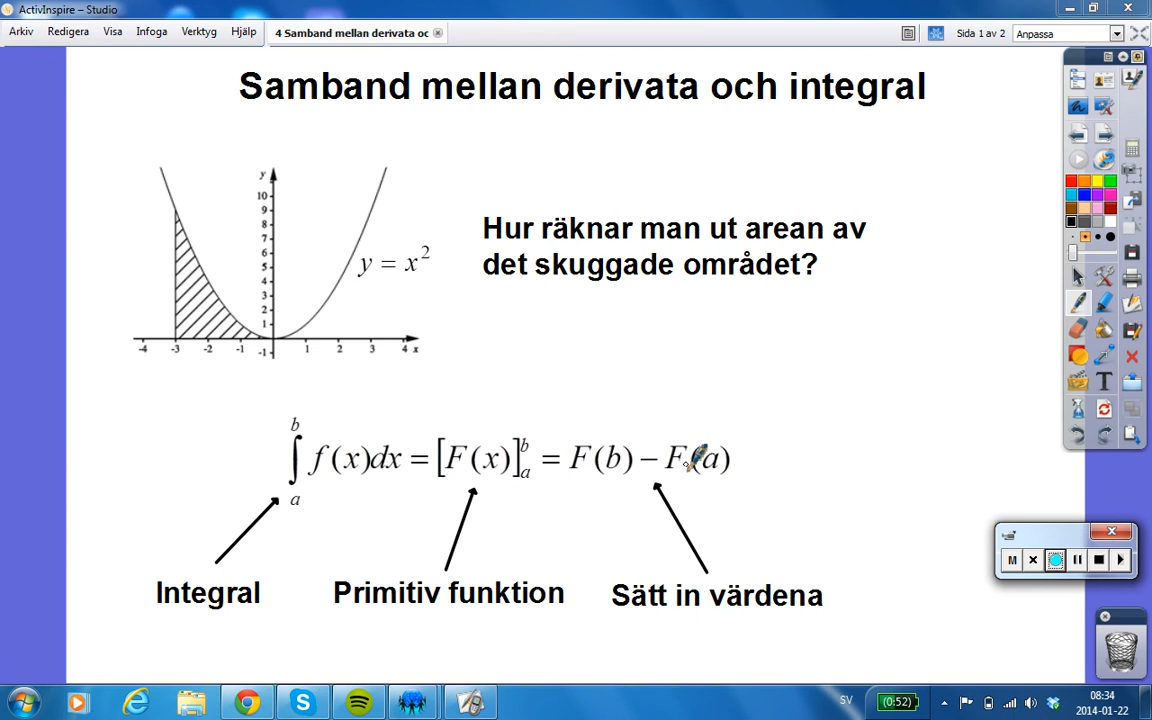 ActivInspire – Studio
Arkiv Redigera Visa Infoga Verktyg Hjälp
4 Samband mellan derivata oc
Sida 1 av 2
Anpassa
Samband mellan derivata och integral
y
10
9
8
7
6
5
4
3
2
1
-1
-4 -3 -2 -1 1 2 3 4 x
y = x²
Hur räknar man ut arean av
det skuggade området?
∫ₐᵇ f(x)dx = [F(x)]ₐᵇ = F(b) − F(a)
Integral
Primitiv funktion
Sätt in värdena
T
M
SV
(0:52)
08:34
2014-01-22